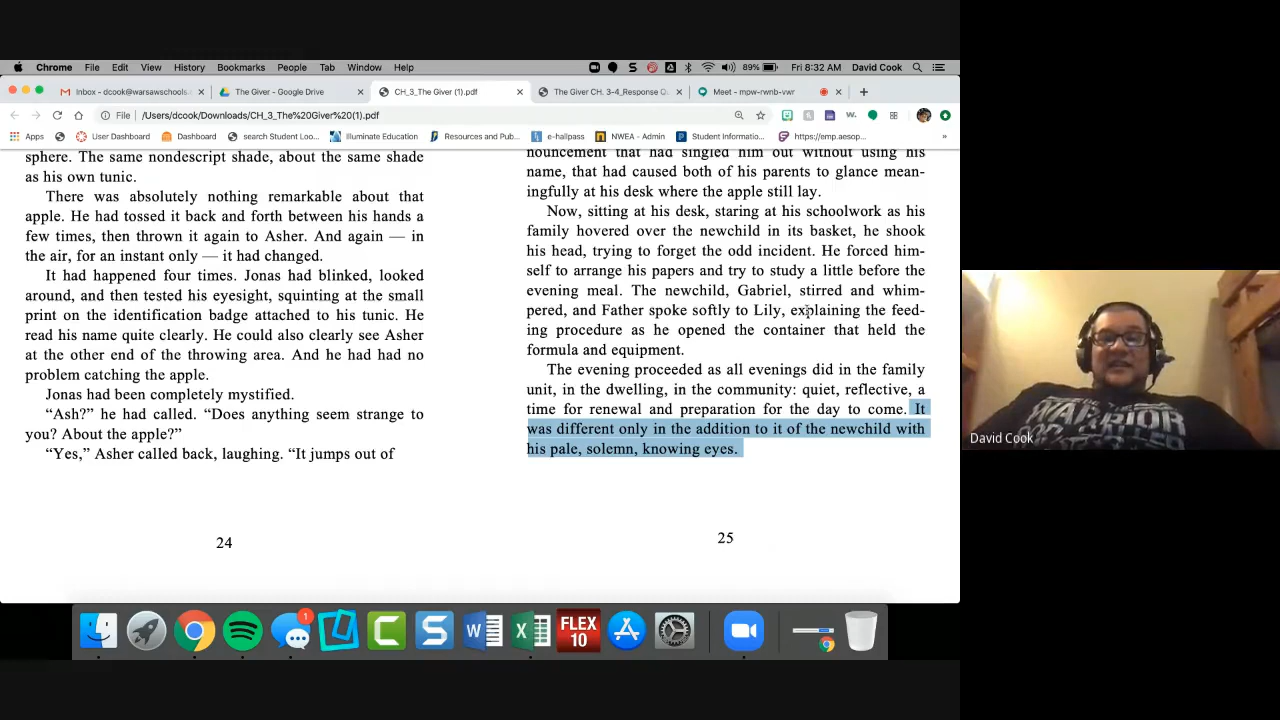 Chrome File Edit View History Bookmarks People Tab Window Help 89% Fri 8:32 AM David Cook
Inbox - dcook@warsawschools. The Giver - Google Drive CH_3_The Giver (1).pdf The Giver CH. 3-4_Response Q Meet - mpw-rwnb-vwr
File /Users/dcook/Downloads/CH_3_The%20Giver%20(1).pdf
Apps User Dashboard Dashboard search Student Loo... Illuminate Education Resources and Pub... e-hallpass NWEA - Admin Student Informatio... https://emp.aesop... »
sphere. The same nondescript shade, about the same shade
as his own tunic.
There was absolutely nothing remarkable about that
apple. He had tossed it back and forth between his hands a
few times, then thrown it again to Asher. And again — in
the air, for an instant only — it had changed.
It had happened four times. Jonas had blinked, looked
around, and then tested his eyesight, squinting at the small
print on the identification badge attached to his tunic. He
read his name quite clearly. He could also clearly see Asher
at the other end of the throwing area. And he had had no
problem catching the apple.
Jonas had been completely mystified.
“Ash?” he had called. “Does anything seem strange to
you? About the apple?”
“Yes,” Asher called back, laughing. “It jumps out of
24
nouncement that had singled him out without using his
name, that had caused both of his parents to glance mean-
ingfully at his desk where the apple still lay.
Now, sitting at his desk, staring at his schoolwork as his
family hovered over the newchild in its basket, he shook
his head, trying to forget the odd incident. He forced him-
self to arrange his papers and try to study a little before the
evening meal. The newchild, Gabriel, stirred and whim-
pered, and Father spoke softly to Lily, explaining the feed-
ing procedure as he opened the container that held the
formula and equipment.
The evening proceeded as all evenings did in the family
unit, in the dwelling, in the community: quiet, reflective, a
time for renewal and preparation for the day to come. It
was different only in the addition to it of the newchild with
his pale, solemn, knowing eyes.
25
WARRIOR
David Cook
1
C S W X FLEX
10